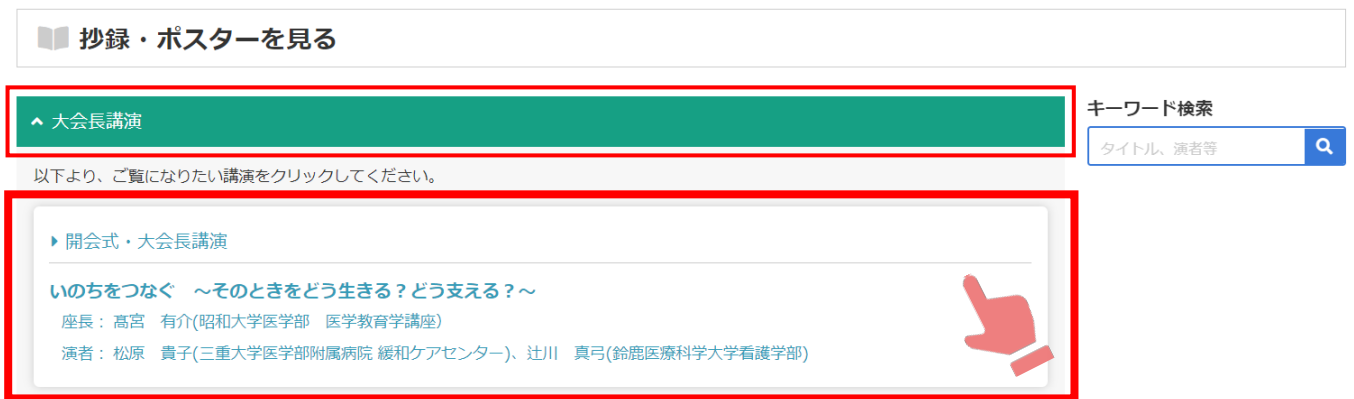 抄録・ポスターを見る
大会長講演
キーワード検索
タイトル、演者等
以下より、ご覧になりたい講演をクリックしてください。
開会式・大会長講演
いのちをつなぐ　～そのときをどう生きる？どう支える？～
座長： 髙宮　有介(昭和大学医学部　医学教育学講座)
演者： 松原　貴子(三重大学医学部附属病院 緩和ケアセンター)、辻川　真弓(鈴鹿医療科学大学看護学部)